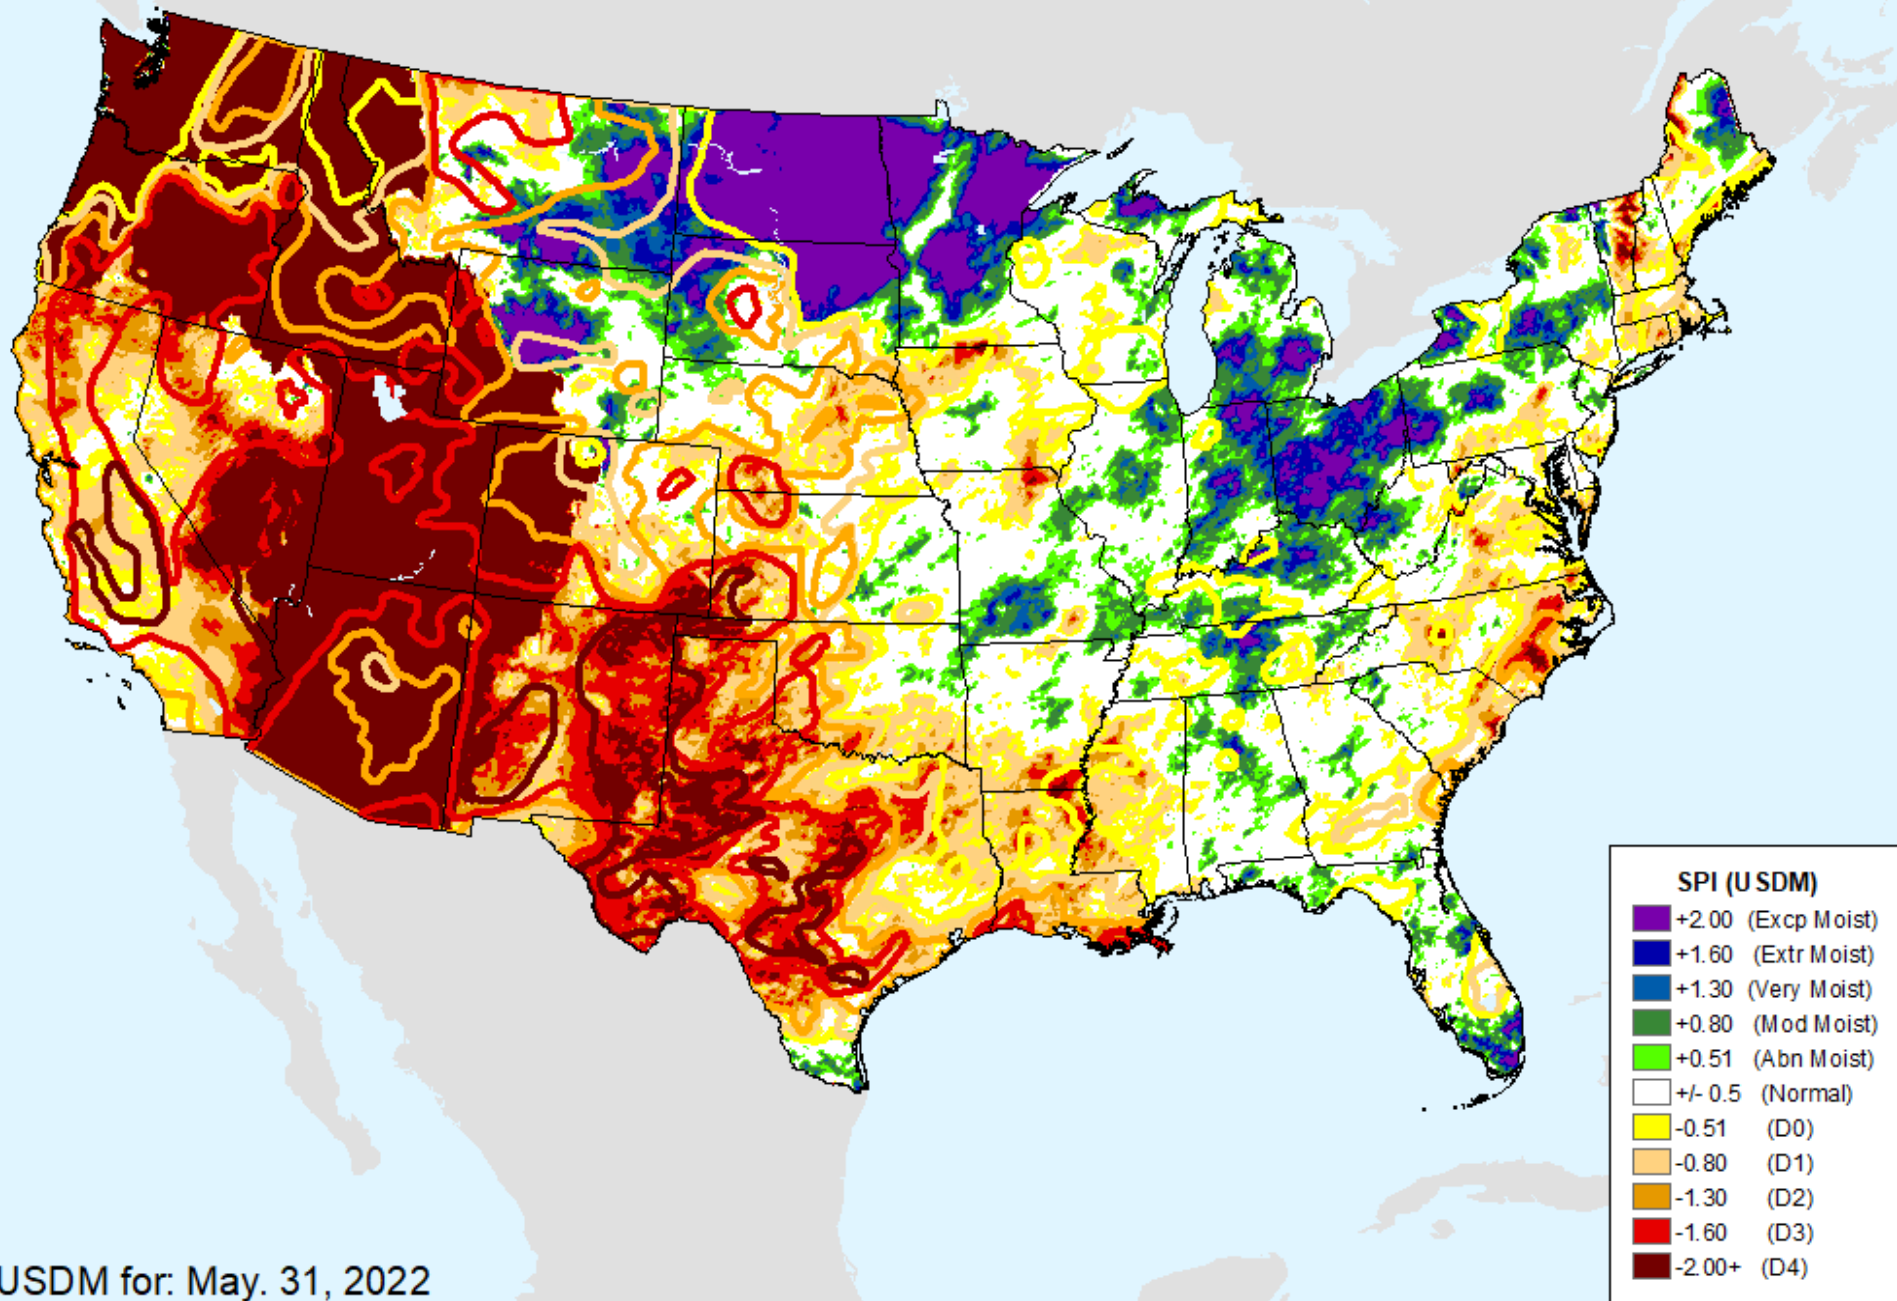 SPI (USDM)
+2.00 (Excp Moist)
+1.60 (Extr Moist)
+1.30 (Very Moist)
+0.80 (Mod Moist)
+0.51 (Abn Moist)
+/- 0.5 (Normal)
-0.51 (D0)
-0.80 (D1)
-1.30 (D2)
-1.60 (D3)
-2.00+ (D4)
USDM for: May. 31, 2022